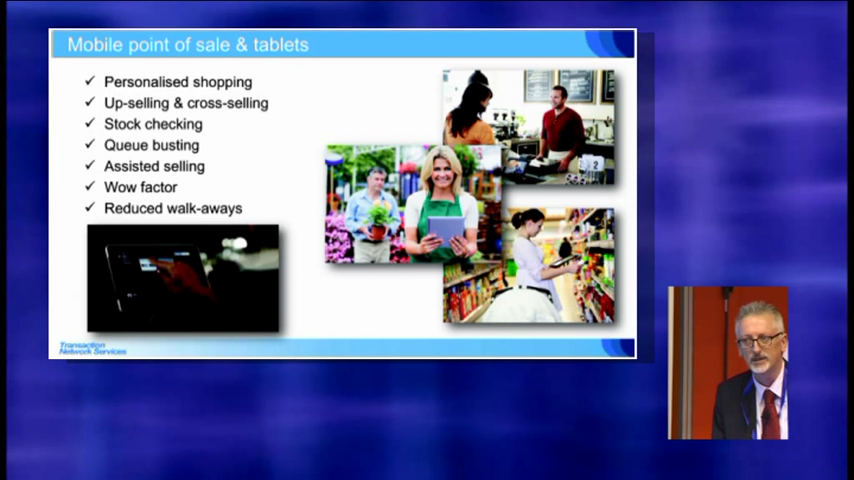 Mobile point of sale & tablets
✓ Personalised shopping
✓ Up-selling & cross-selling
✓ Stock checking
✓ Queue busting
✓ Assisted selling
✓ Wow factor
✓ Reduced walk-aways
2
Transaction
Network Services